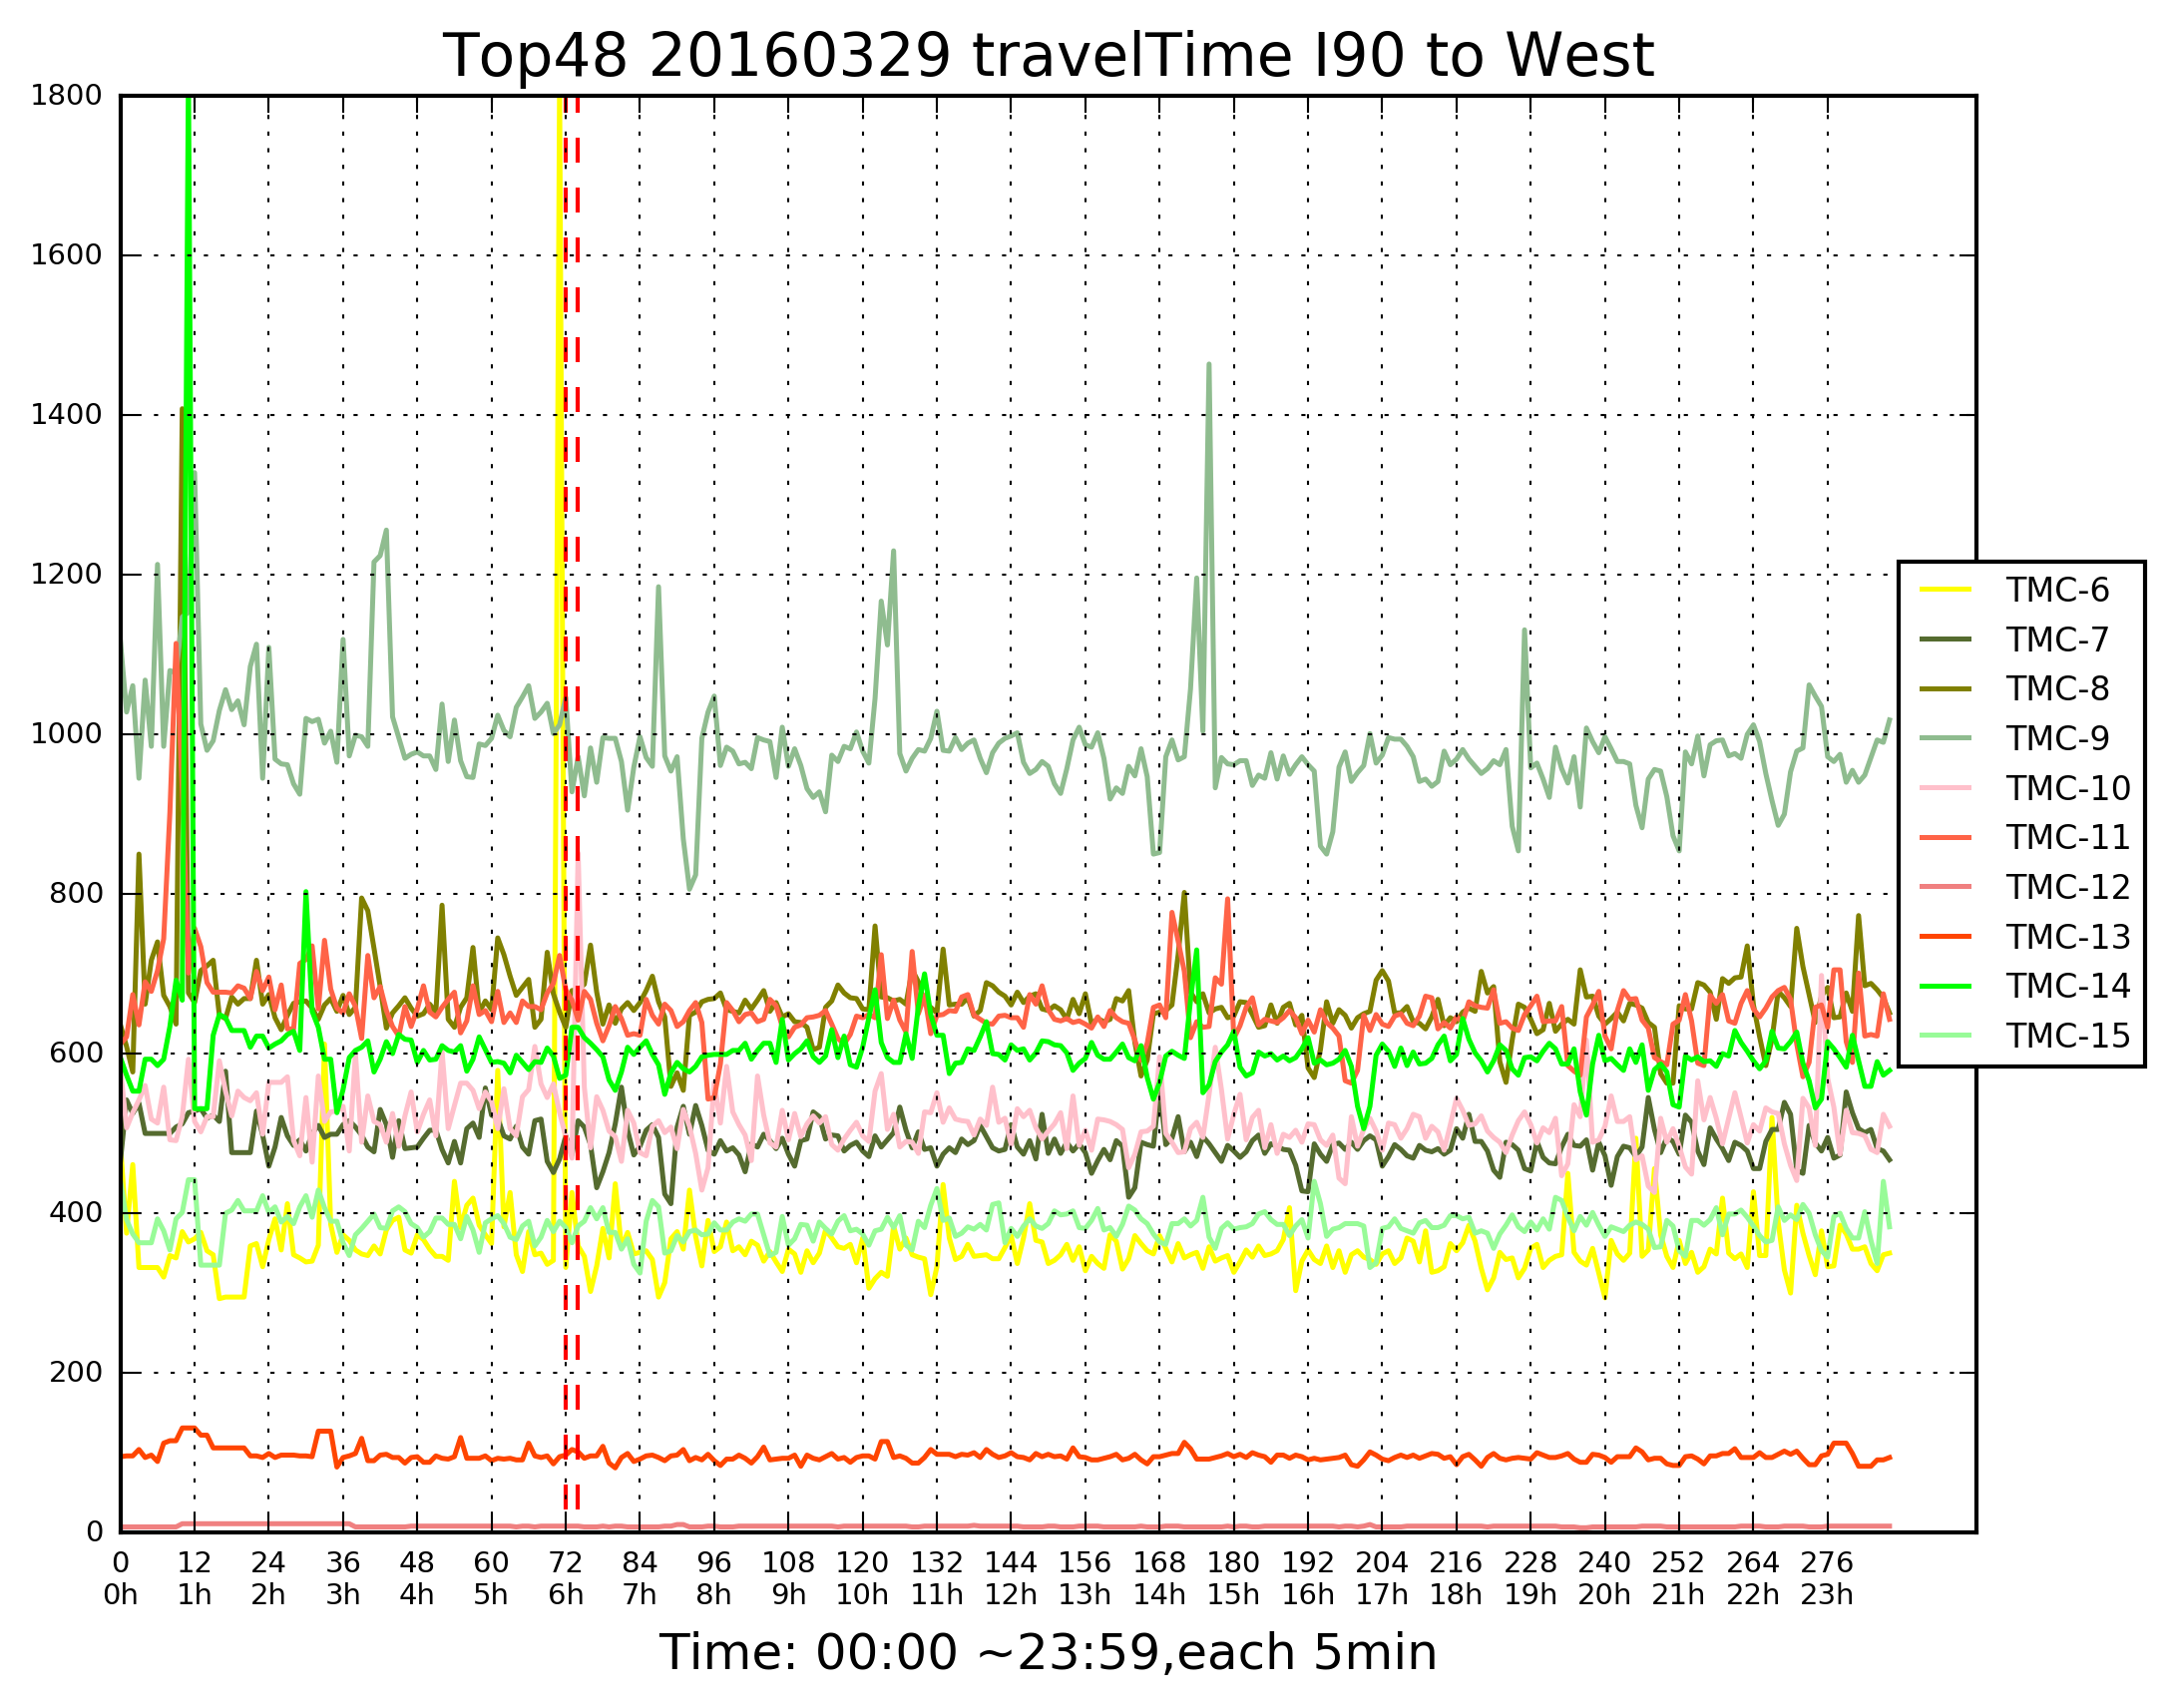 Top48 20160329 travelTime I90 to West
1800
1600
1400
1200
1000
800
600
400
200
0
TMC-6
TMC-7
TMC-8
TMC-9
TMC-10
TMC-11
TMC-12
TMC-13
TMC-14
TMC-15
0 12 24 36 48 60 72 84 96 108 120 132 144 156 168 180 192 204 216 228 240 252 264 276
0h 1h 2h 3h 4h 5h 6h 7h 8h 9h 10h 11h 12h 13h 14h 15h 16h 17h 18h 19h 20h 21h 22h 23h
Time: 00:00 ~23:59,each 5min